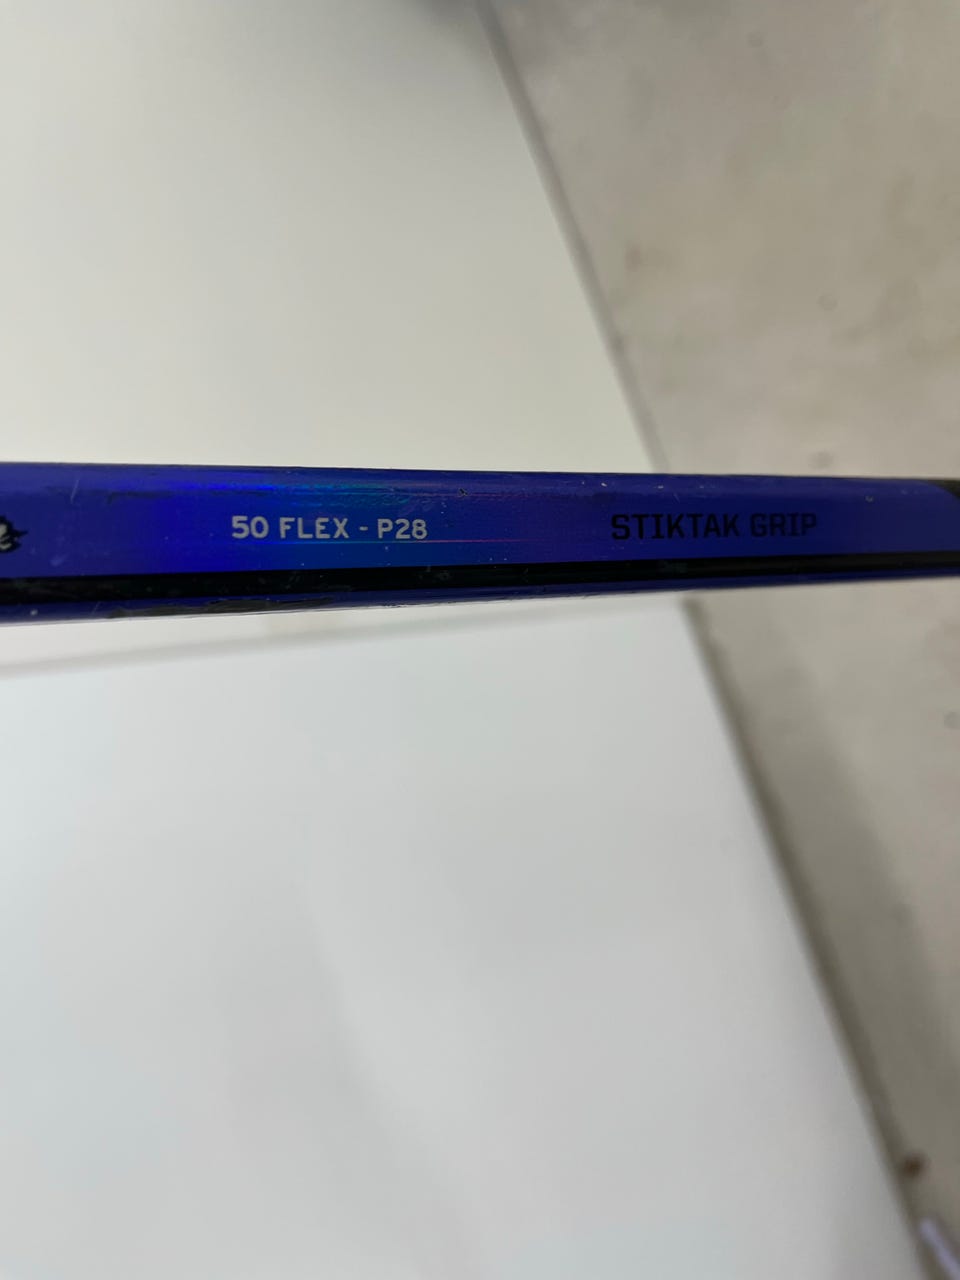 50 FLEX - P28
STIKTAK GRIP